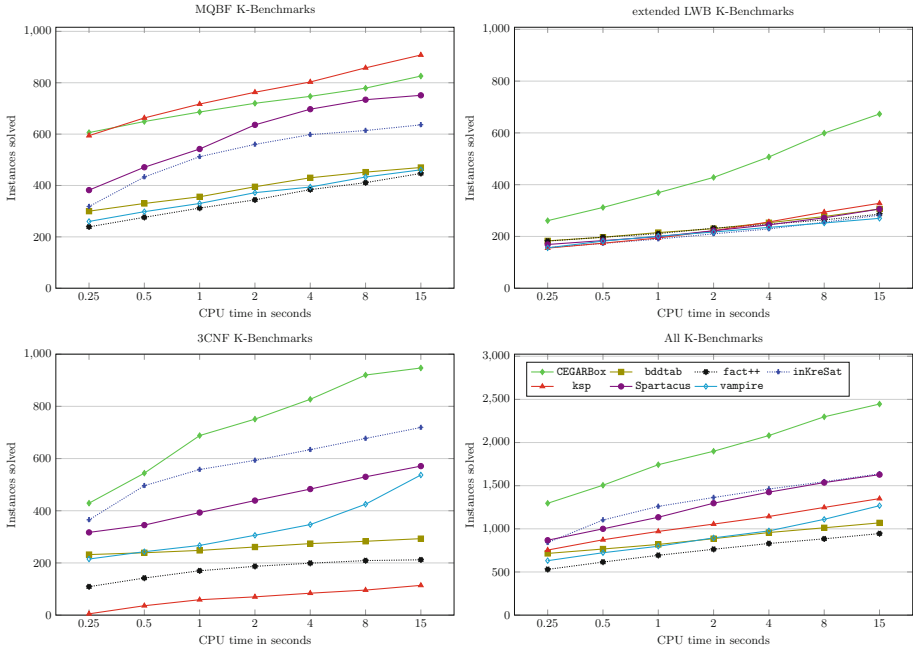 MQBF K-Benchmarks
1,000
800
600
400
200
0
Instances solved
0.25 0.5 1 2 4 8 15
CPU time in seconds
extended LWB K-Benchmarks
1,000
800
600
400
200
0
Instances solved
0.25 0.5 1 2 4 8 15
CPU time in seconds
3CNF K-Benchmarks
1,000
800
600
400
200
0
Instances solved
0.25 0.5 1 2 4 8 15
CPU time in seconds
All K-Benchmarks
3,000
2,500
2,000
1,500
1,000
500
0
Instances solved
CEGARBox bddtab fact++ inKreSat
ksp Spartacus vampire
0.25 0.5 1 2 4 8 15
CPU time in seconds